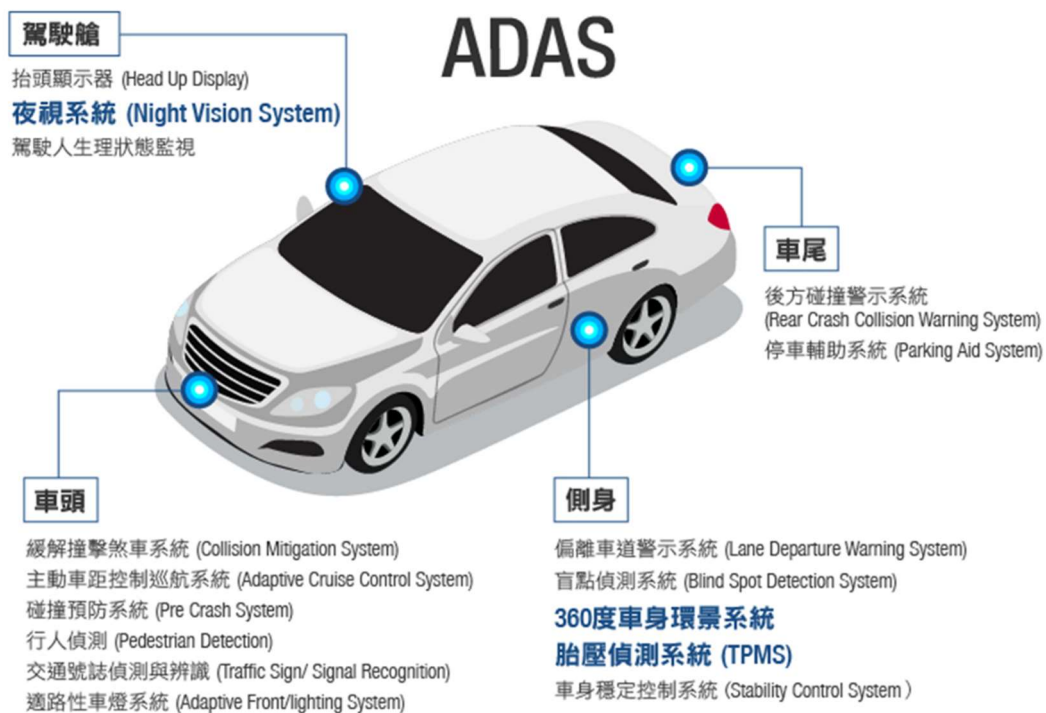 ADAS
駕駛艙
抬頭顯示器 (Head Up Display)
夜視系統 (Night Vision System)
駕駛人生理狀態監視
車尾
後方碰撞警示系統
(Rear Crash Collision Warning System)
停車輔助系統 (Parking Aid System)
車頭
緩解撞擊煞車系統 (Collision Mitigation System)
主動車距控制巡航系統 (Adaptive Cruise Control System)
碰撞預防系統 (Pre Crash System)
行人偵測 (Pedestrian Detection)
交通號誌偵測與辨識 (Traffic Sign/ Signal Recognition)
適路性車燈系統 (Adaptive Front/lighting System)
側身
偏離車道警示系統 (Lane Departure Warning System)
盲點偵測系統 (Blind Spot Detection System)
360度車身環景系統
胎壓偵測系統 (TPMS)
車身穩定控制系統 (Stability Control System）